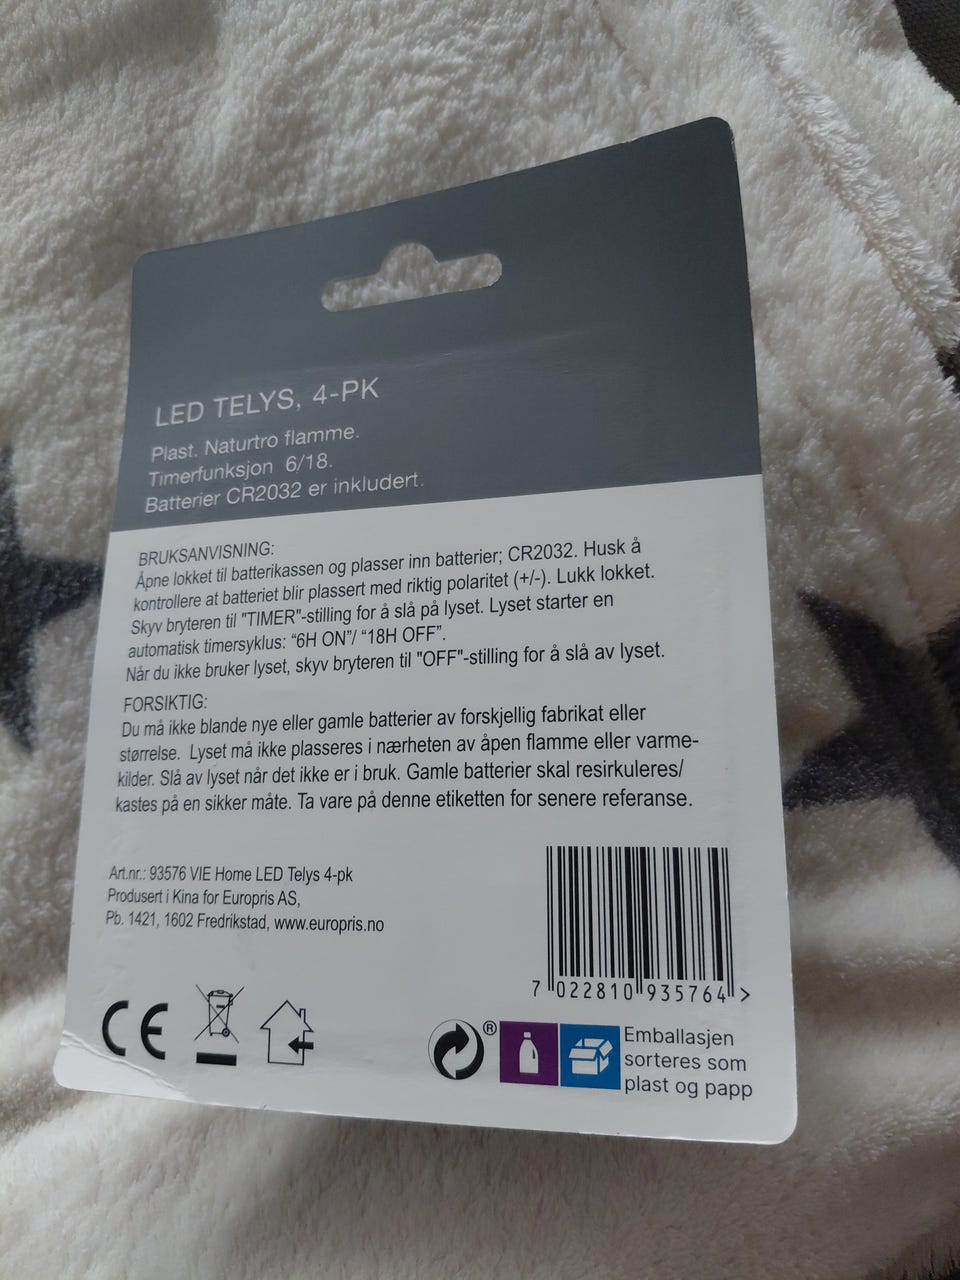 LED TELYS, 4-PK
Plast. Naturtro flamme.
Timerfunksjon 6/18.
Batterier CR2032 er inkludert.
BRUKSANVISNING:
Åpne lokket til batterikassen og plasser inn batterier; CR2032. Husk å
kontrollere at batteriet blir plassert med riktig polaritet (+/-). Lukk lokket.
Skyv bryteren til "TIMER"-stilling for å slå på lyset. Lyset starter en
automatisk timersyklus: “6H ON”/ “18H OFF”.
Når du ikke bruker lyset, skyv bryteren til "OFF"-stilling for å slå av lyset.
FORSIKTIG:
Du må ikke blande nye eller gamle batterier av forskjellig fabrikat eller
størrelse. Lyset må ikke plasseres i nærheten av åpen flamme eller varme-
kilder. Slå av lyset når det ikke er i bruk. Gamle batterier skal resirkuleres/
kastes på en sikker måte. Ta vare på denne etiketten for senere referanse.
Art.nr.: 93576 VIE Home LED Telys 4-pk
Produsert i Kina for Europris AS,
Pb. 1421, 1602 Fredrikstad, www.europris.no
7 022810 935764 >
CE
®
Emballasjen
sorteres som
plast og papp